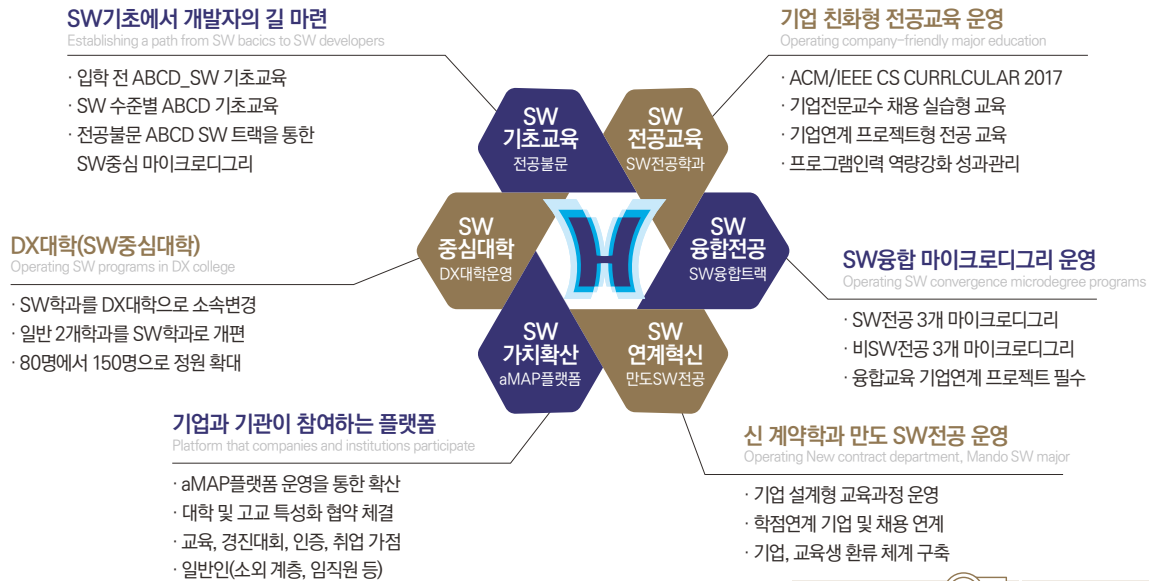 SW기초에서 개발자의 길 마련
Establishing a path from SW bacics to SW developers
· 입학 전 ABCD_SW 기초교육
· SW 수준별 ABCD 기초교육
· 전공불문 ABCD SW 트랙을 통한
SW중심 마이크로디그리
기업 친화형 전공교육 운영
Operating company-friendly major education
· ACM/IEEE CS CURRLCULAR 2017
· 기업전문교수 채용 실습형 교육
· 기업연계 프로젝트형 전공 교육
· 프로그램인력 역량강화 성과관리
SW
기초교육
전공불문
SW
전공교육
SW전공학과
SW
중심대학
DX대학운영
SW
융합전공
SW융합트랙
SW
가치확산
aMAP플랫폼
SW
연계혁신
만도SW전공
DX대학(SW중심대학)
Operating SW programs in DX college
· SW학과를 DX대학으로 소속변경
· 일반 2개학과를 SW학과로 개편
· 80명에서 150명으로 정원 확대
SW융합 마이크로디그리 운영
Operating SW convergence microdegree programs
· SW전공 3개 마이크로디그리
· 비SW전공 3개 마이크로디그리
· 융합교육 기업연계 프로젝트 필수
기업과 기관이 참여하는 플랫폼
Platform that companies and institutions participate
· aMAP플랫폼 운영을 통한 확산
· 대학 및 고교 특성화 협약 체결
· 교육, 경진대회, 인증, 취업 가점
· 일반인(소외 계층, 임직원 등)
신 계약학과 만도 SW전공 운영
Operating New contract department, Mando SW major
· 기업 설계형 교육과정 운영
· 학점연계 기업 및 채용 연계
· 기업, 교육생 환류 체계 구축